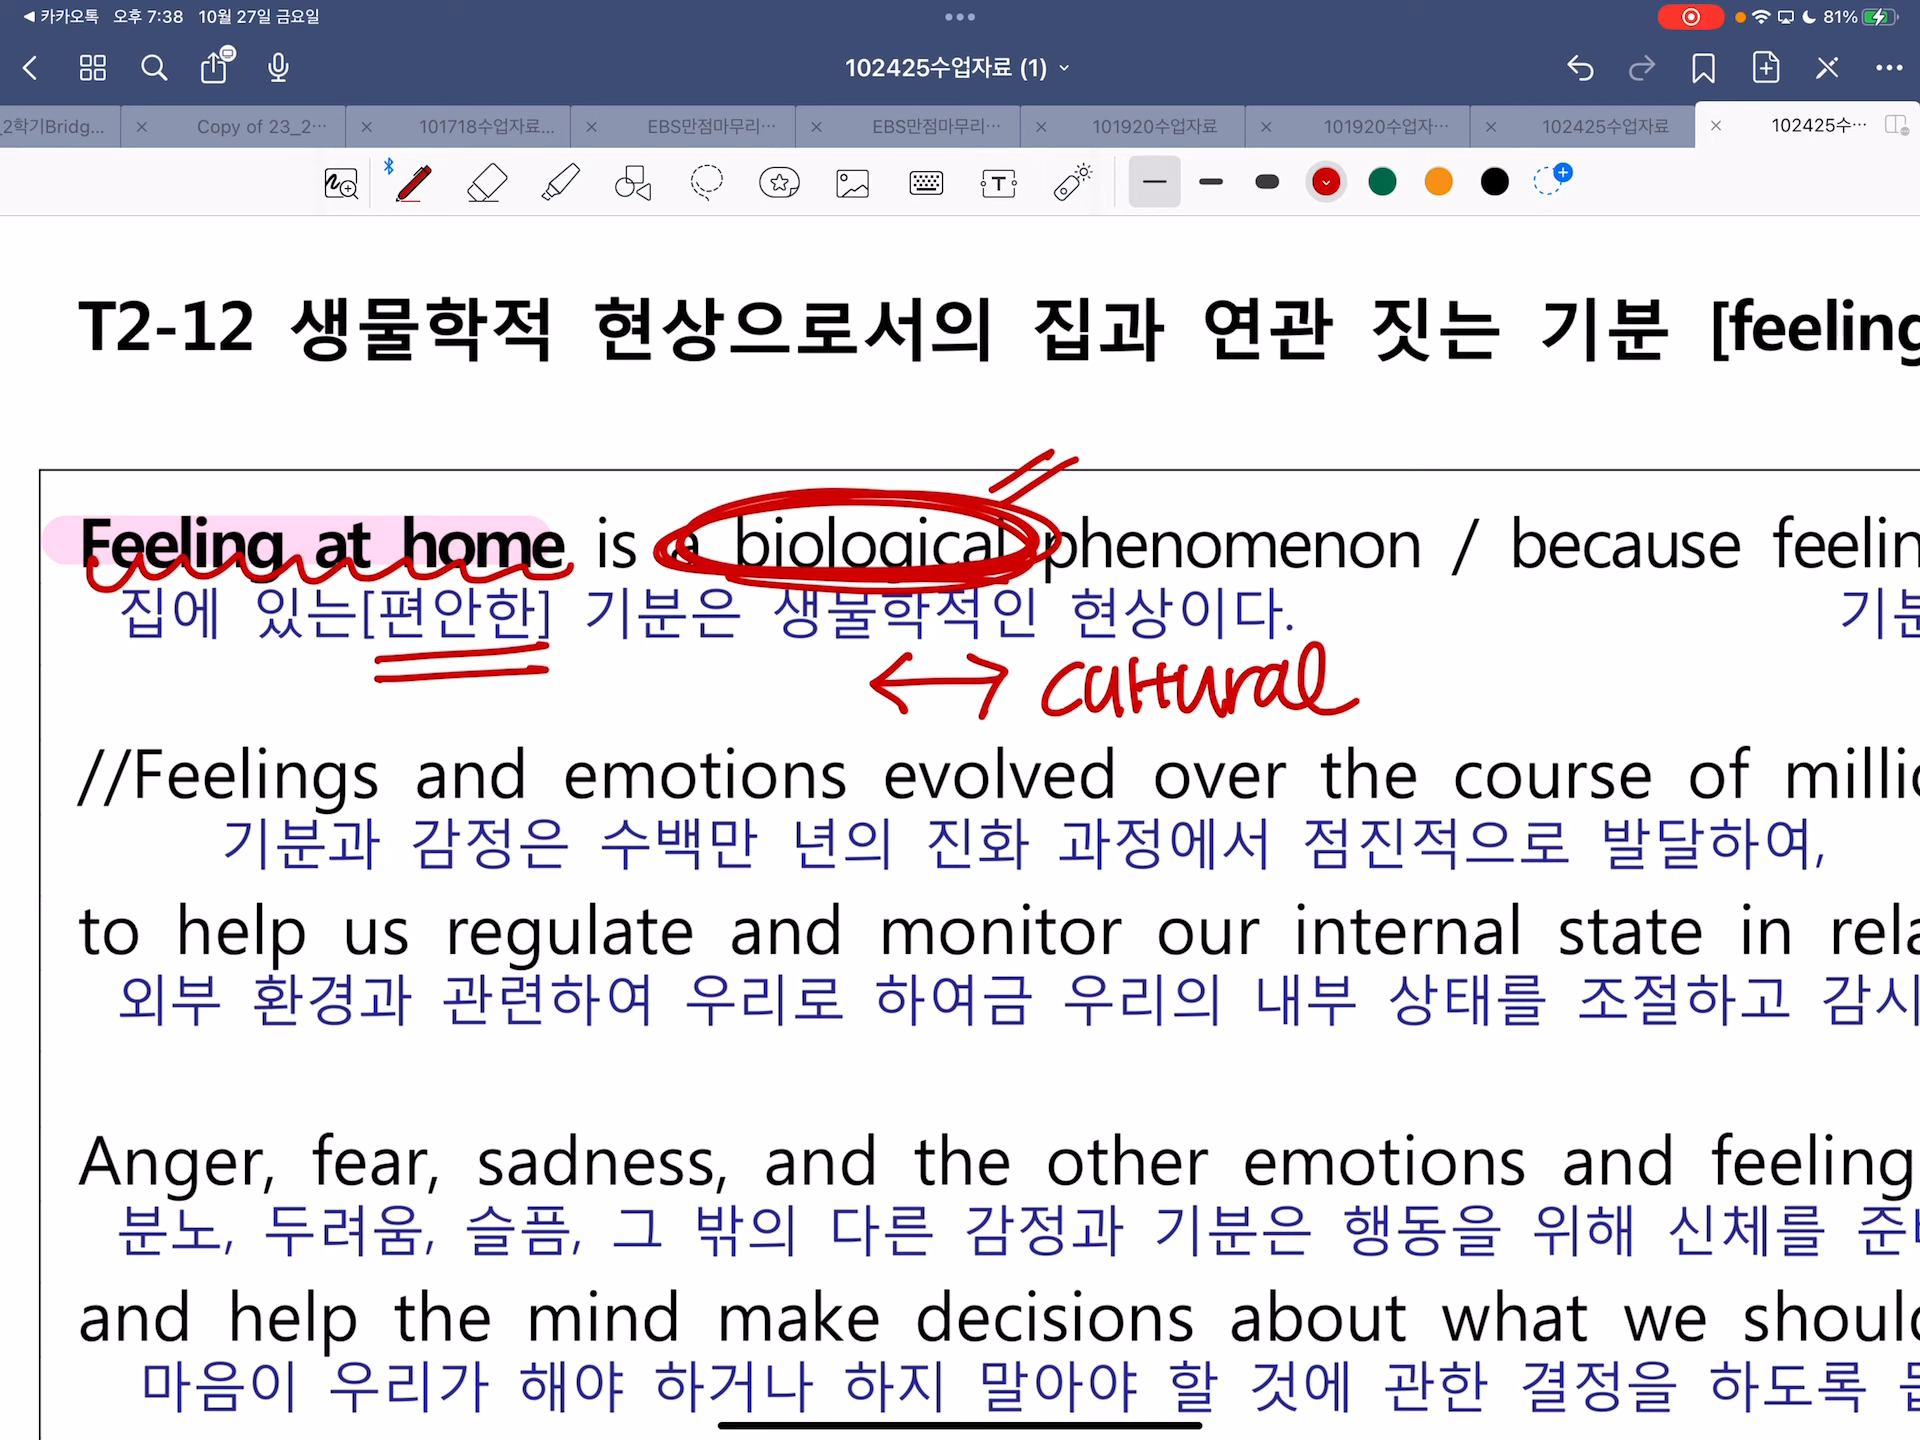 ◀ 카카오톡 오후 7:38 10월 27일 금요일 81%
102425수업자료 (1)
_2학기Bridg... Copy of 23_2... 101718수업자료... EBS만점마무리... EBS만점마무리... 101920수업자료 101920수업자... 102425수업자료 102425수...
T2-12 생물학적 현상으로서의 집과 연관 짓는 기분 [feeling
Feeling at home is a biological phenomenon / because feelin
집에 있는[편안한] 기분은 생물학적인 현상이다. 기분
↔ cultural
//Feelings and emotions evolved over the course of millio
기분과 감정은 수백만 년의 진화 과정에서 점진적으로 발달하여,
to help us regulate and monitor our internal state in rela
외부 환경과 관련하여 우리로 하여금 우리의 내부 상태를 조절하고 감시
Anger, fear, sadness, and the other emotions and feeling
분노, 두려움, 슬픔, 그 밖의 다른 감정과 기분은 행동을 위해 신체를 준
and help the mind make decisions about what we should
마음이 우리가 해야 하거나 하지 말아야 할 것에 관한 결정을 하도록